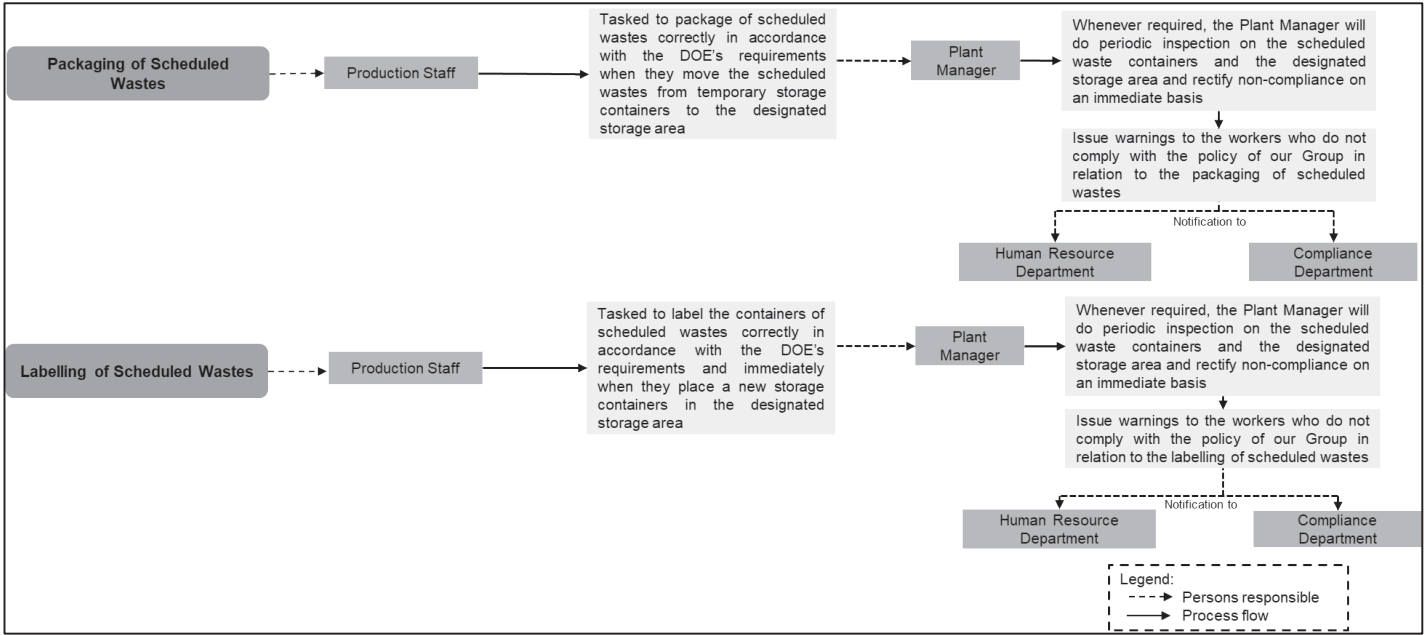 Packaging of Scheduled
Wastes
Production Staff
Tasked to package of scheduled
wastes correctly in accordance
with the DOE's requirements
when they move the scheduled
wastes from temporary storage
containers to the designated
storage area
Plant
Manager
Whenever required, the Plant Manager will
do periodic inspection on the scheduled
waste containers and the designated
storage area and rectify non-compliance on
an immediate basis
Issue warnings to the workers who do not
comply with the policy of our Group in
relation to the packaging of scheduled
wastes
Notification to
Human Resource
Department
Compliance
Department
Labelling of Scheduled Wastes
Production Staff
Tasked to label the containers of
scheduled wastes correctly in
accordance with the DOE's
requirements and immediately
when they place a new storage
containers in the designated
storage area
Plant
Manager
Whenever required, the Plant Manager will
do periodic inspection on the scheduled
waste containers and the designated
storage area and rectify non-compliance on
an immediate basis
Issue warnings to the workers who do not
comply with the policy of our Group in
relation to the labelling of scheduled wastes
Notification to
Human Resource
Department
Compliance
Department
Legend:
Persons responsible
Process flow